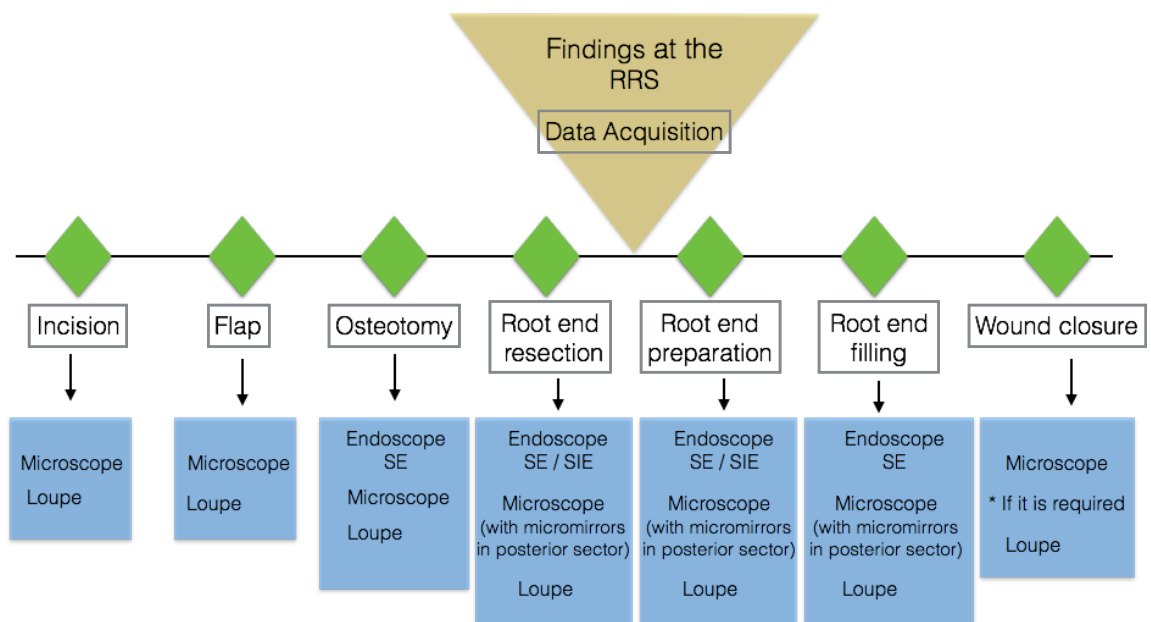 Findings at the
RRS
Data Acquisition
Incision
Flap
Osteotomy
Root end
resection
Root end
preparation
Root end
filling
Wound closure
Microscope
Loupe
Microscope
Loupe
Endoscope
SE
Microscope
Loupe
Endoscope
SE / SIE
Microscope
(with micromirrors
in posterior sector)
Loupe
Endoscope
SE / SIE
Microscope
(with micromirrors
in posterior sector)
Loupe
Endoscope
SE
Microscope
(with micromirrors
in posterior sector)
Loupe
Microscope
* If it is required
Loupe